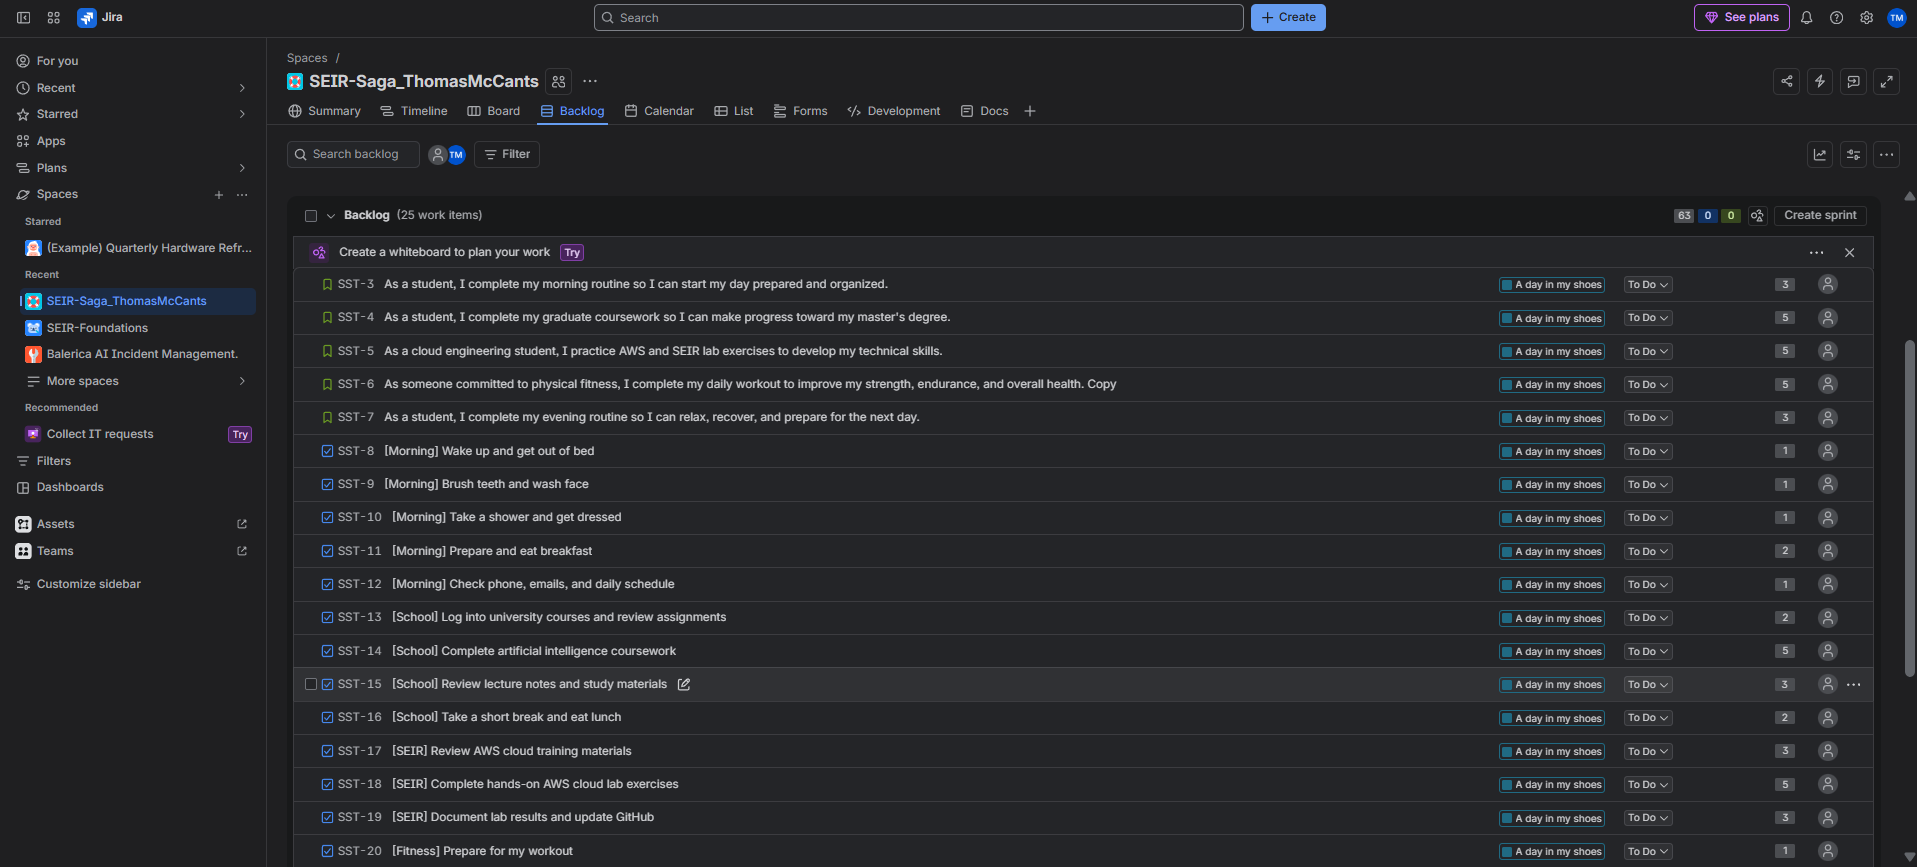 Jira
Search
Create
See plans
TM
For you
Recent
Starred
Apps
Plans
Spaces
Starred
(Example) Quarterly Hardware Refr...
Recent
SEIR-Saga_ThomasMcCants
SEIR-Foundations
Balerica AI Incident Management.
More spaces
Recommended
Collect IT requests Try
Filters
Dashboards
Assets
Teams
Customize sidebar
Spaces /
SEIR-Saga_ThomasMcCants
Summary Timeline Board Backlog Calendar List Forms Development Docs
Search backlog TM Filter
Backlog (25 work items) 63 0 0 Create sprint
Create a whiteboard to plan your work Try
SST-3 As a student, I complete my morning routine so I can start my day prepared and organized. A day in my shoes To Do 3
SST-4 As a student, I complete my graduate coursework so I can make progress toward my master's degree. A day in my shoes To Do 5
SST-5 As a cloud engineering student, I practice AWS and SEIR lab exercises to develop my technical skills. A day in my shoes To Do 5
SST-6 As someone committed to physical fitness, I complete my daily workout to improve my strength, endurance, and overall health. Copy A day in my shoes To Do 5
SST-7 As a student, I complete my evening routine so I can relax, recover, and prepare for the next day. A day in my shoes To Do 3
SST-8 [Morning] Wake up and get out of bed A day in my shoes To Do 1
SST-9 [Morning] Brush teeth and wash face A day in my shoes To Do 1
SST-10 [Morning] Take a shower and get dressed A day in my shoes To Do 1
SST-11 [Morning] Prepare and eat breakfast A day in my shoes To Do 2
SST-12 [Morning] Check phone, emails, and daily schedule A day in my shoes To Do 1
SST-13 [School] Log into university courses and review assignments A day in my shoes To Do 2
SST-14 [School] Complete artificial intelligence coursework A day in my shoes To Do 5
SST-15 [School] Review lecture notes and study materials A day in my shoes To Do 3
SST-16 [School] Take a short break and eat lunch A day in my shoes To Do 2
SST-17 [SEIR] Review AWS cloud training materials A day in my shoes To Do 3
SST-18 [SEIR] Complete hands-on AWS cloud lab exercises A day in my shoes To Do 5
SST-19 [SEIR] Document lab results and update GitHub A day in my shoes To Do 3
SST-20 [Fitness] Prepare for my workout A day in my shoes To Do 1